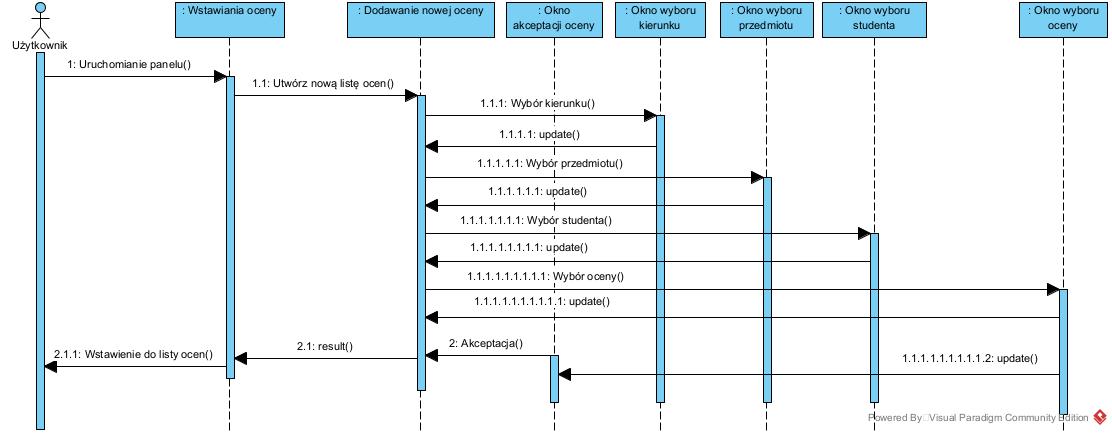 Użytkownik
: Wstawiania oceny
: Dodawanie nowej oceny
: Okno
akceptacji oceny
: Okno wyboru
kierunku
: Okno wyboru
przedmiotu
: Okno wyboru
studenta
: Okno wyboru
oceny
1: Uruchomianie panelu()
1.1: Utwórz nową listę ocen()
1.1.1: Wybór kierunku()
1.1.1.1: update()
1.1.1.1.1: Wybór przedmiotu()
1.1.1.1.1.1: update()
1.1.1.1.1.1.1: Wybór studenta()
1.1.1.1.1.1.1.1: update()
1.1.1.1.1.1.1.1.1: Wybór oceny()
1.1.1.1.1.1.1.1.1.1: update()
2: Akceptacja()
2.1: result()
2.1.1: Wstawienie do listy ocen()
1.1.1.1.1.1.1.1.1.2: update()
Powered By Visual Paradigm Community Edition